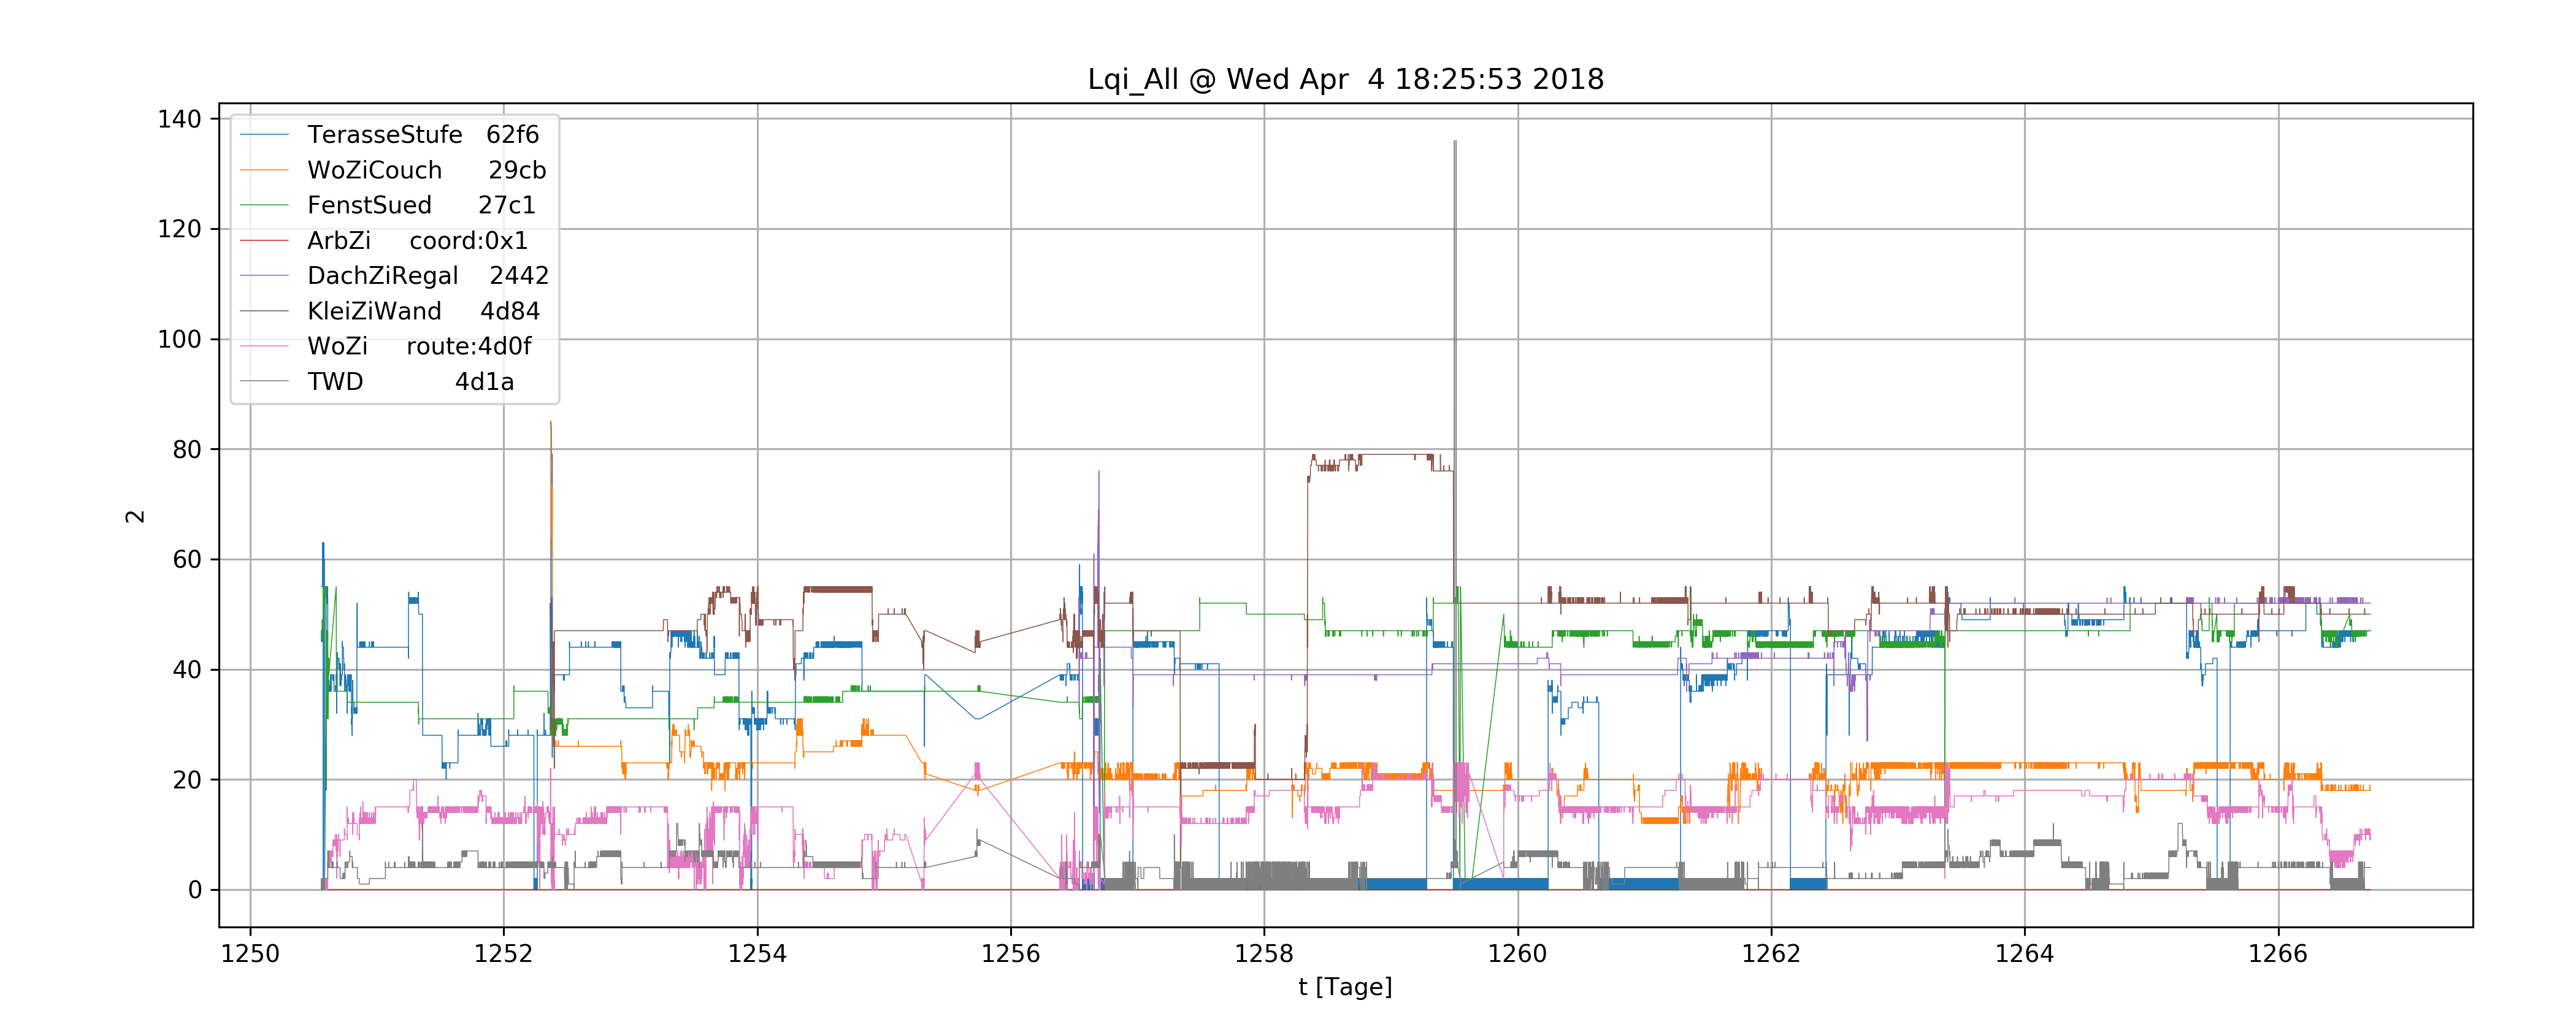 Lqi_All @ Wed Apr  4 18:25:53 2018
140
120
100
80
60
40
20
0
2
TerasseStufe   62f6
WoZiCouch      29cb
FenstSued      27c1
ArbZi     coord:0x1
DachZiRegal    2442
KleiZiWand     4d84
WoZi     route:4d0f
TWD            4d1a
1250 1252 1254 1256 1258 1260 1262 1264 1266
t [Tage]